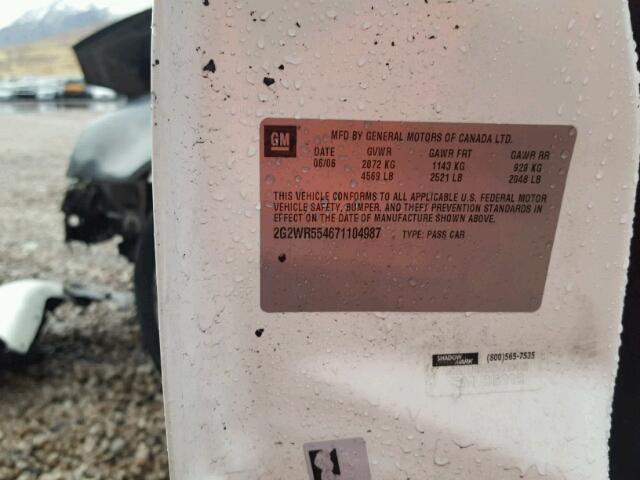 GM
MFD BY GENERAL MOTORS OF CANADA LTD.
DATE GVWR GAWR FRT GAWR RR
06/06 2072 KG 1143 KG 929 KG
4569 LB 2521 LB 2048 LB
THIS VEHICLE CONFORMS TO ALL APPLICABLE U.S. FEDERAL MOTOR
VEHICLE SAFETY, BUMPER, AND THEFT PREVENTION STANDARDS IN
EFFECT ON THE DATE OF MANUFACTURE SHOWN ABOVE.
2G2WR554671104987 TYPE: PASS CAR
SHADOW MARK (800)565-7535